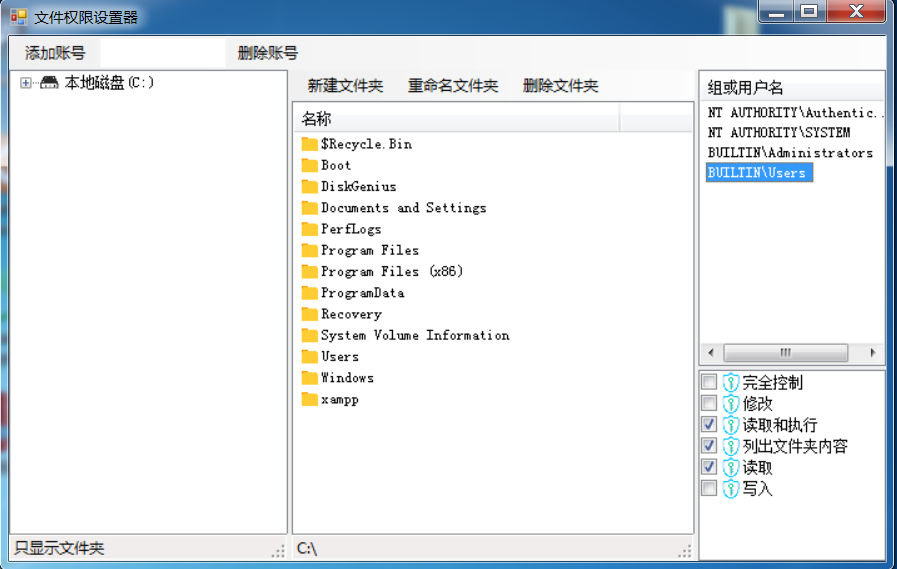 文件权限设置器
添加账号 删除账号
本地磁盘(C:)
新建文件夹 重命名文件夹 删除文件夹
名称
$Recycle.Bin
Boot
DiskGenius
Documents and Settings
PerfLogs
Program Files
Program Files (x86)
ProgramData
Recovery
System Volume Information
Users
Windows
xampp
组或用户名
NT AUTHORITY\Authentic..
NT AUTHORITY\SYSTEM
BUILTIN\Administrators
BUILTIN\Users
完全控制
修改
读取和执行
列出文件夹内容
读取
写入
只显示文件夹
C:\